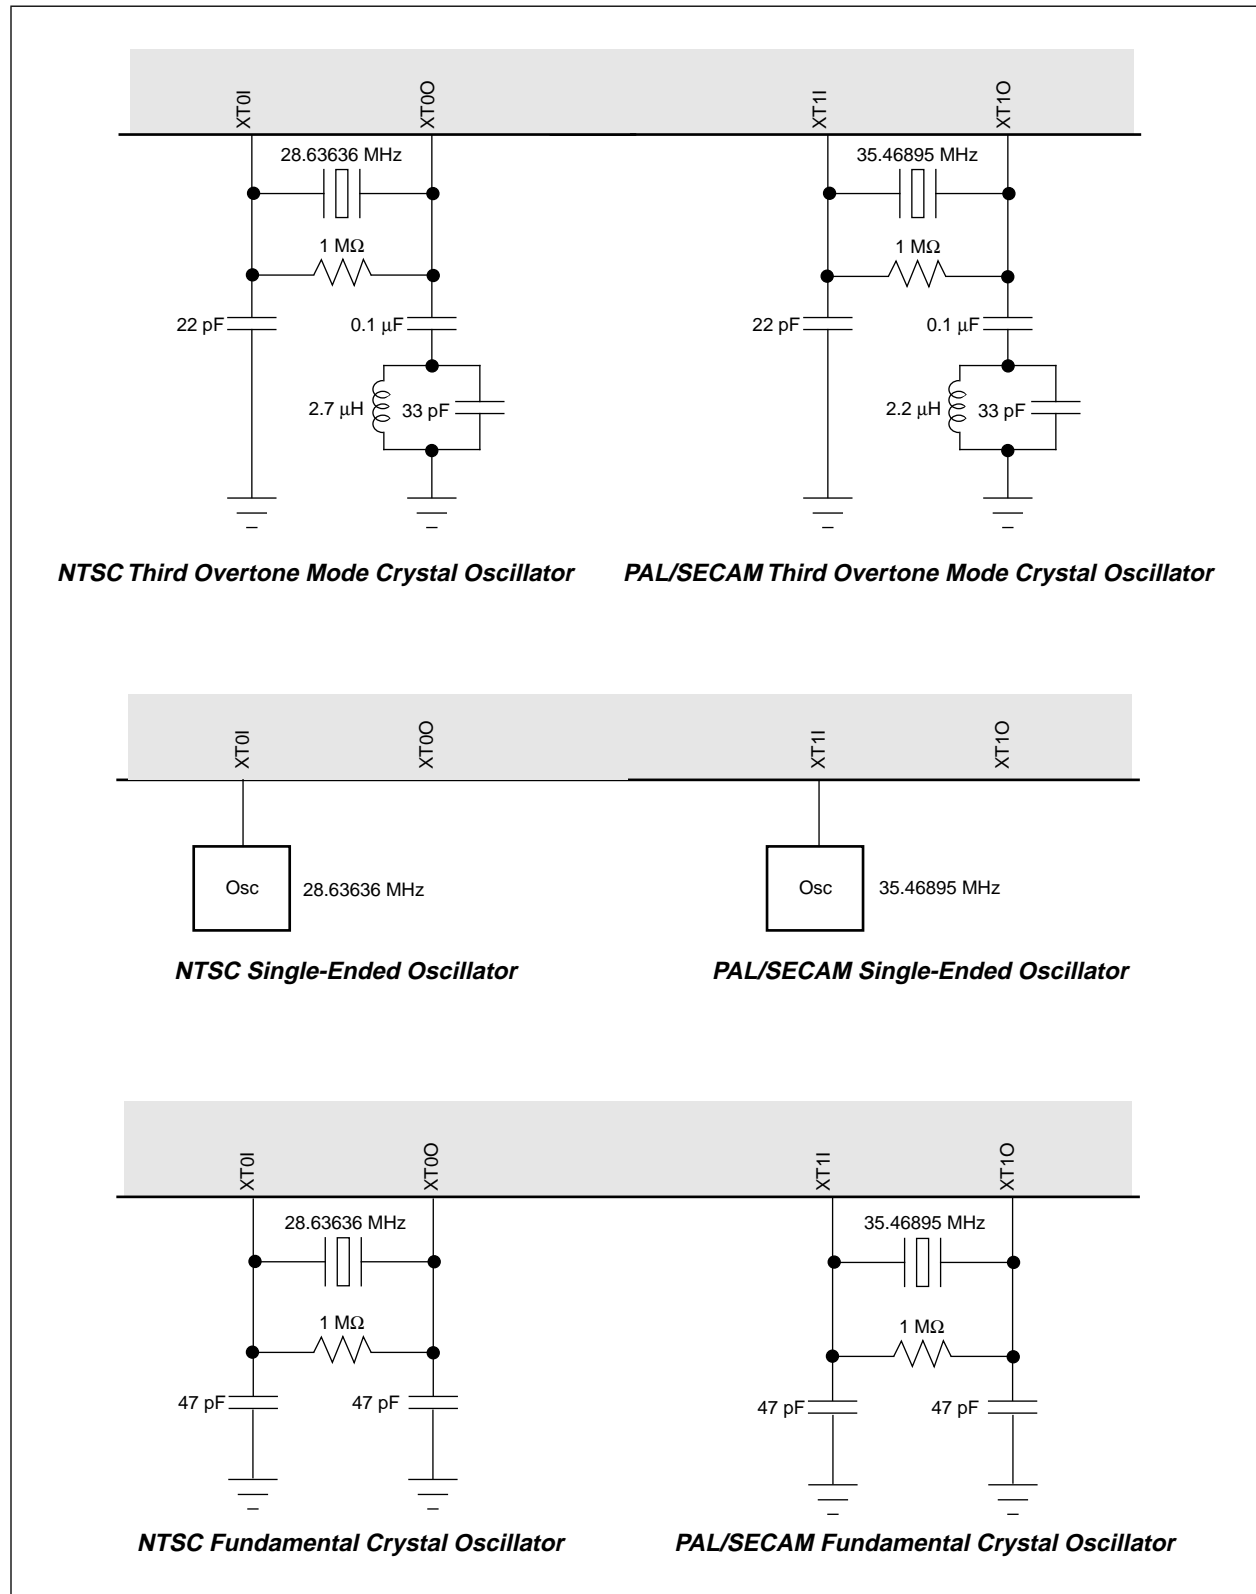 XT0I XT0O XT1I XT1O
28.63636 MHz 35.46895 MHz
1 MΩ 1 MΩ
22 pF 0.1 μF 22 pF 0.1 μF
2.7 μH 33 pF 2.2 μH 33 pF
NTSC Third Overtone Mode Crystal Oscillator PAL/SECAM Third Overtone Mode Crystal Oscillator
XT0I XT0O XT1I XT1O
Osc 28.63636 MHz Osc 35.46895 MHz
NTSC Single-Ended Oscillator PAL/SECAM Single-Ended Oscillator
XT0I XT0O XT1I XT1O
28.63636 MHz 35.46895 MHz
1 MΩ 1 MΩ
47 pF 47 pF 47 pF 47 pF
NTSC Fundamental Crystal Oscillator PAL/SECAM Fundamental Crystal Oscillator